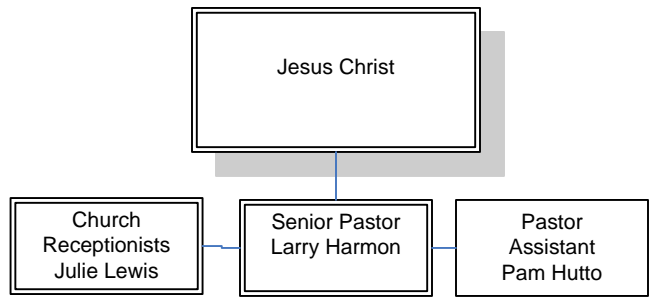 Jesus Christ
Church
Receptionists
Julie Lewis
Senior Pastor
Larry Harmon
Pastor
Assistant
Pam Hutto